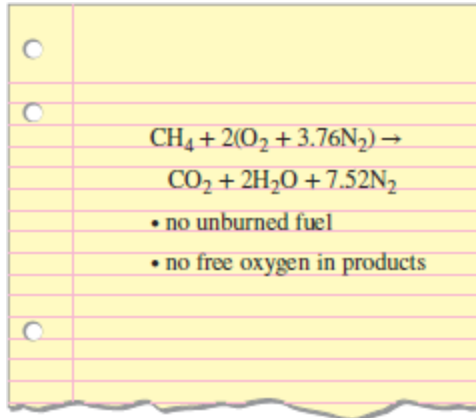 CH₄ + 2(O₂ + 3.76N₂) →
CO₂ + 2H₂O + 7.52N₂
• no unburned fuel
• no free oxygen in products